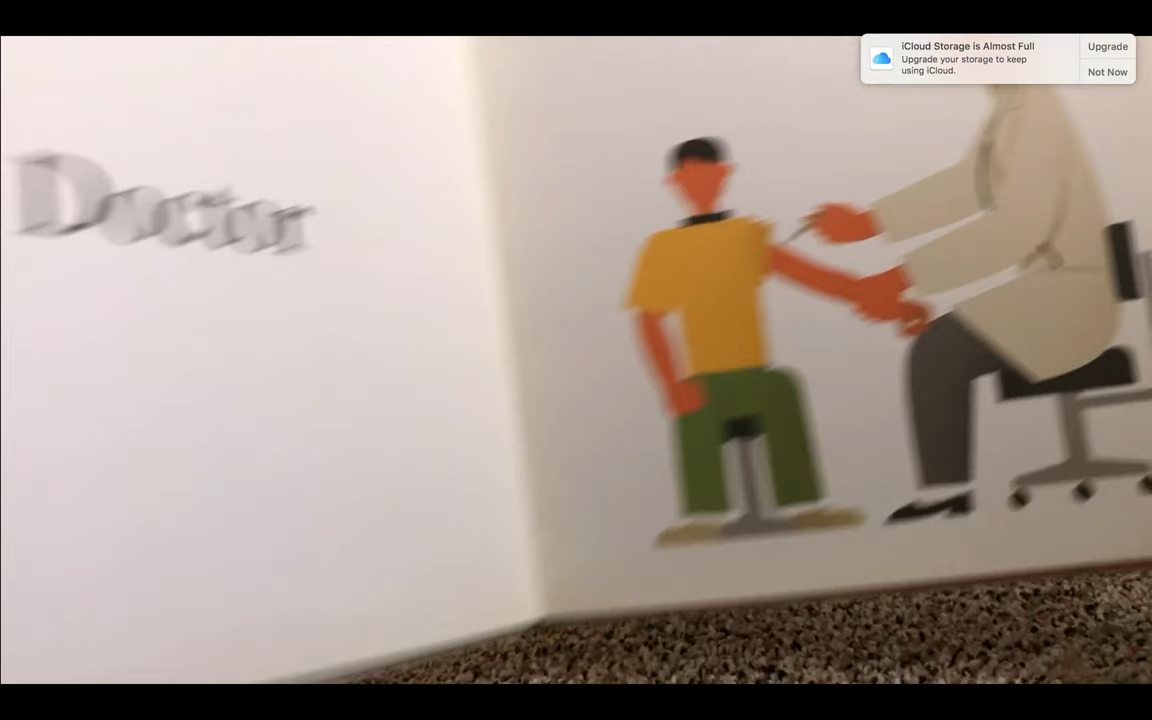 Doctor
iCloud Storage is Almost Full
Upgrade your storage to keep
using iCloud.
Upgrade
Not Now